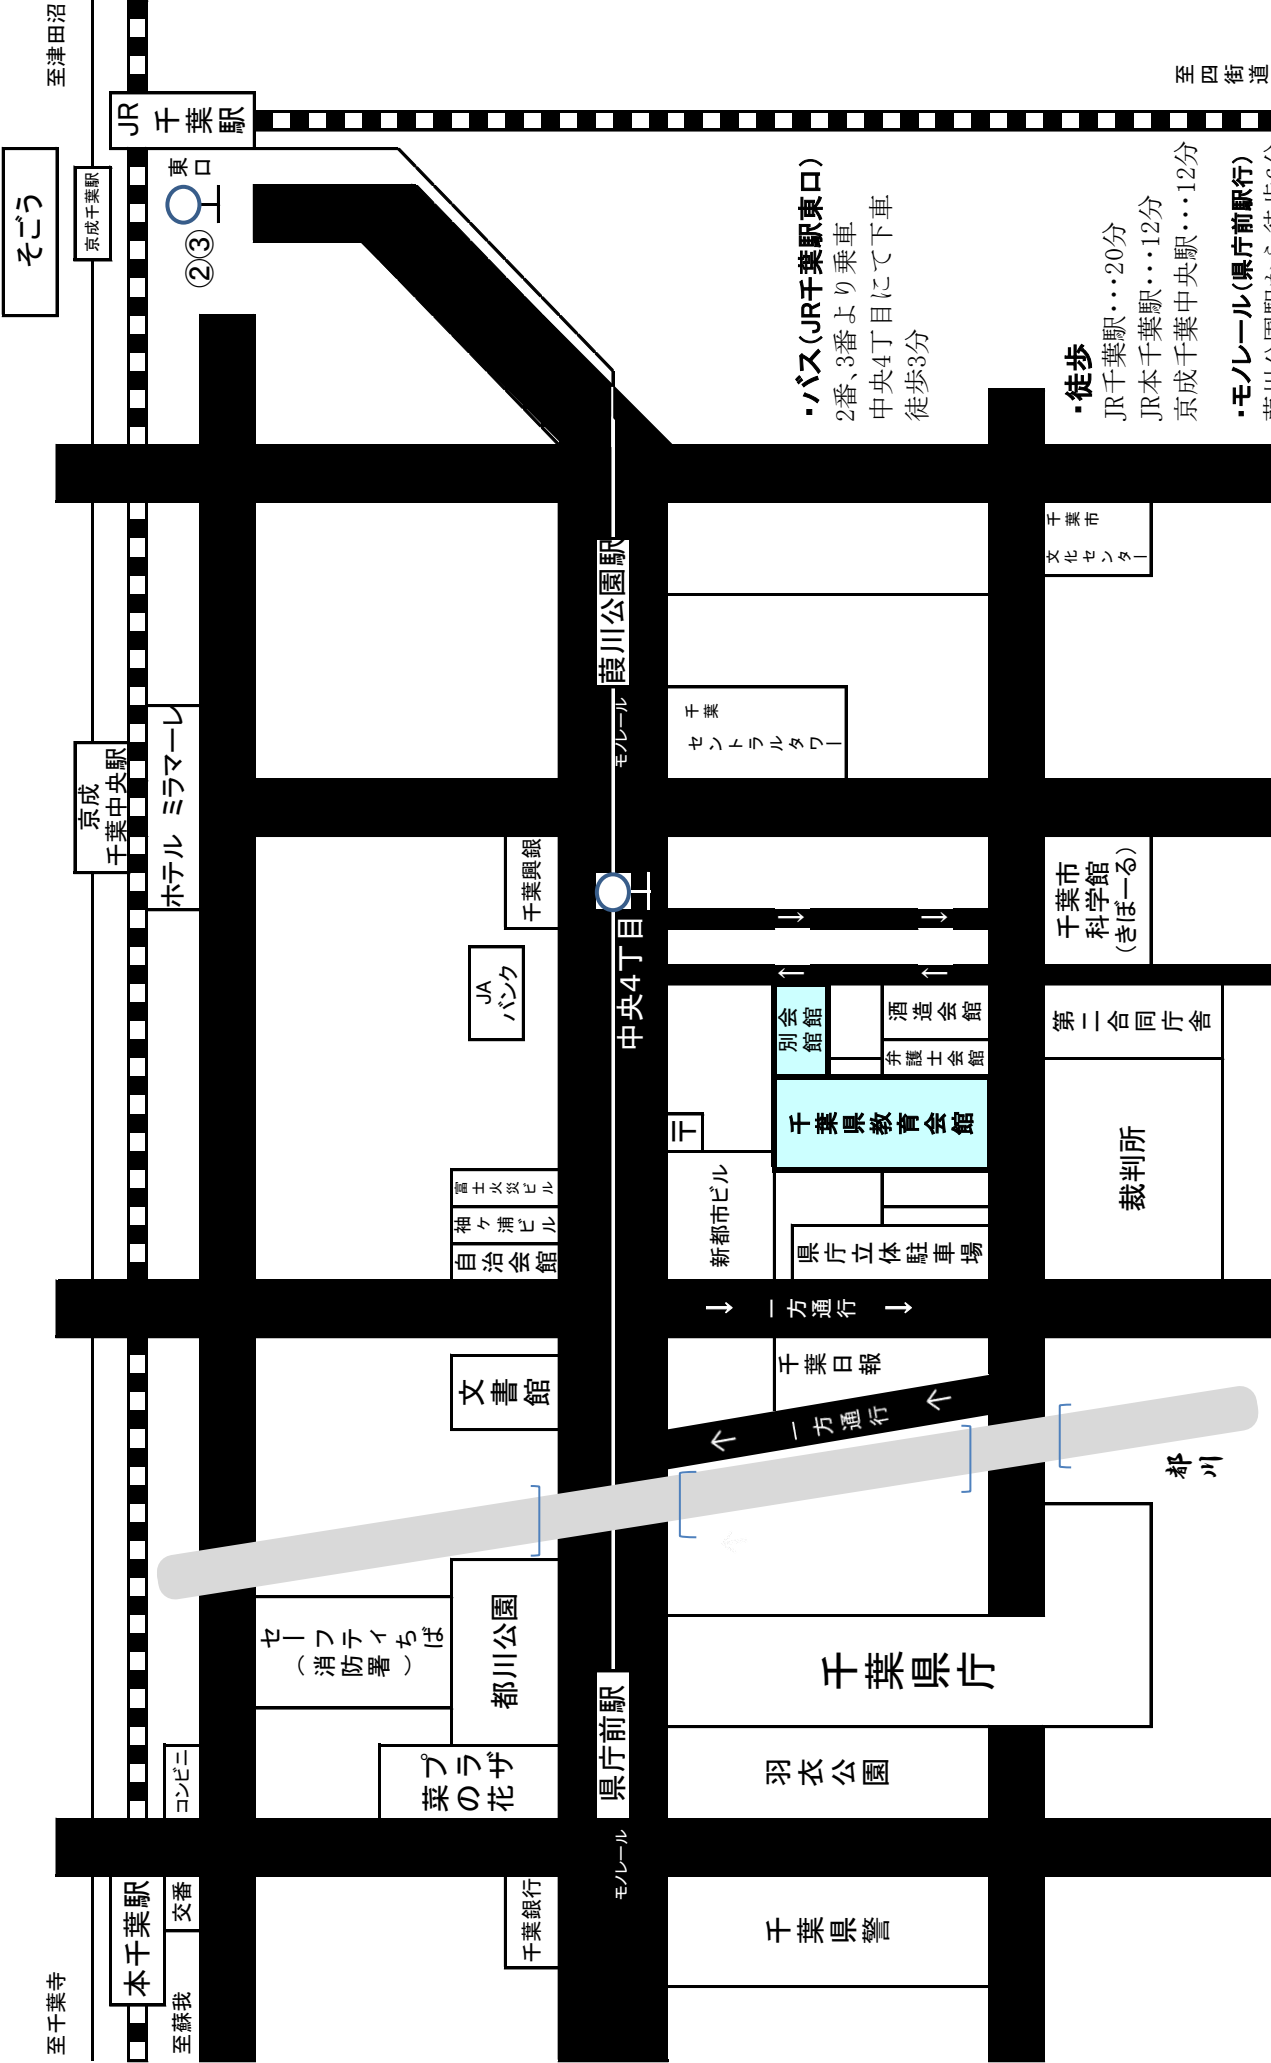 至千葉寺
至津田沼
そごう
京成千葉駅
JR
千葉駅
東口
②③
京成
千葉中央駅
ホテル ミラマーレ
本千葉駅
交番
コンビニ
至蘇我
セーフティちば
(消防署)
都川公園
菜の花
プラザ
千葉銀行
文書館
自治会館
袖ケ浦ビル
富士火災ビル
JA
バンク
千葉興銀
モノレール
県庁前駅
中央4丁目
モノレール
葭川公園駅
千葉県警
羽衣公園
千葉県庁
都川
一方通行
千葉日報
→ 一方通行 →
新都市ビル
〒
県庁立体駐車場
千葉県教育会館
別館
会館
弁護士会館
酒造会館
千葉
セントラルタワー
裁判所
第二合同庁舎
千葉市
科学館
(きぼーる)
千葉市
文化センター
・バス(JR千葉駅東口)
2番、3番より乗車
中央4丁目にて下車
徒歩3分
・徒歩
JR千葉駅・・・20分
JR本千葉駅・・・12分
京成千葉中央駅・・・12分
・モノレール(県庁前駅行)
至四街道